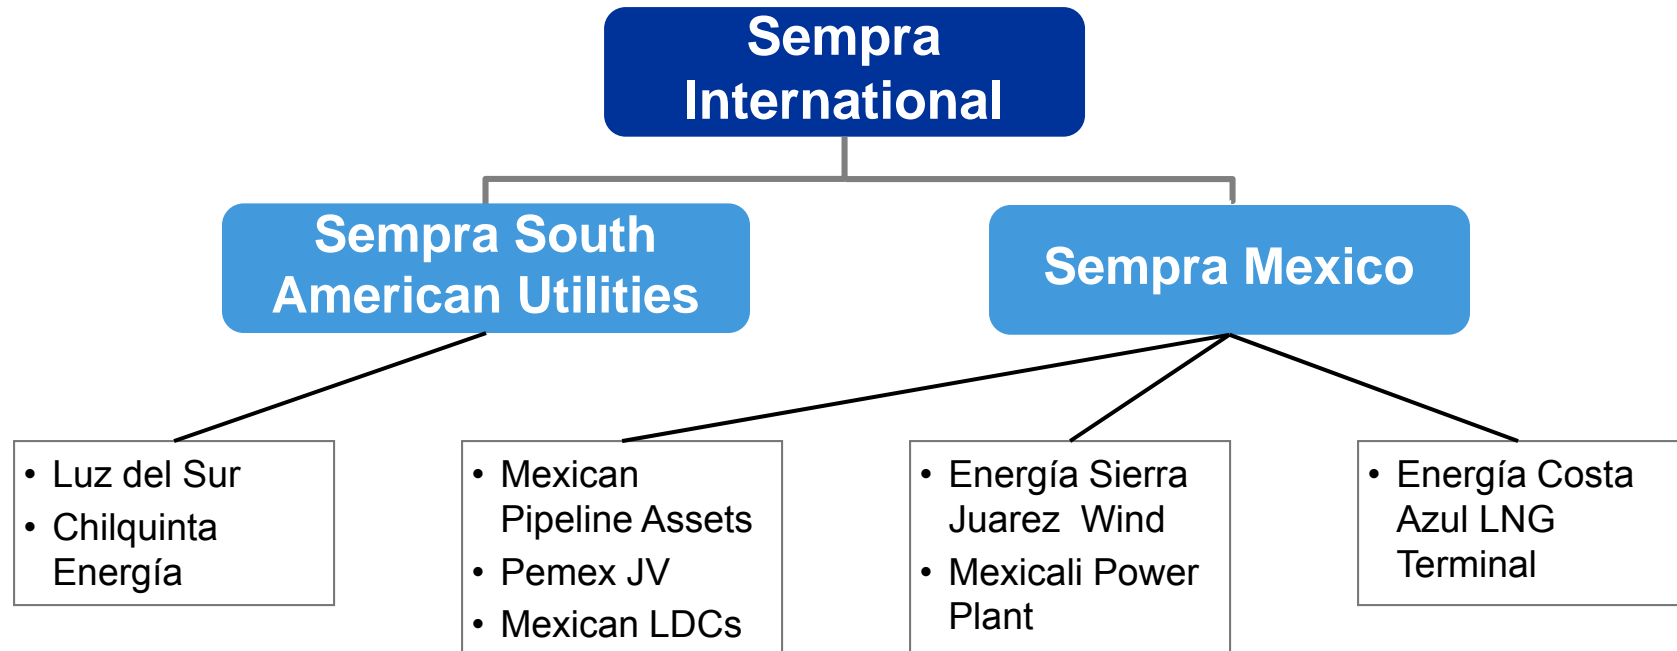 Sempra
International
Sempra South
American Utilities
Sempra Mexico
• Luz del Sur
• Chilquinta
Energía
• Mexican
Pipeline Assets
• Pemex JV
• Mexican LDCs
• Energía Sierra
Juarez Wind
• Mexicali Power
Plant
• Energía Costa
Azul LNG
Terminal